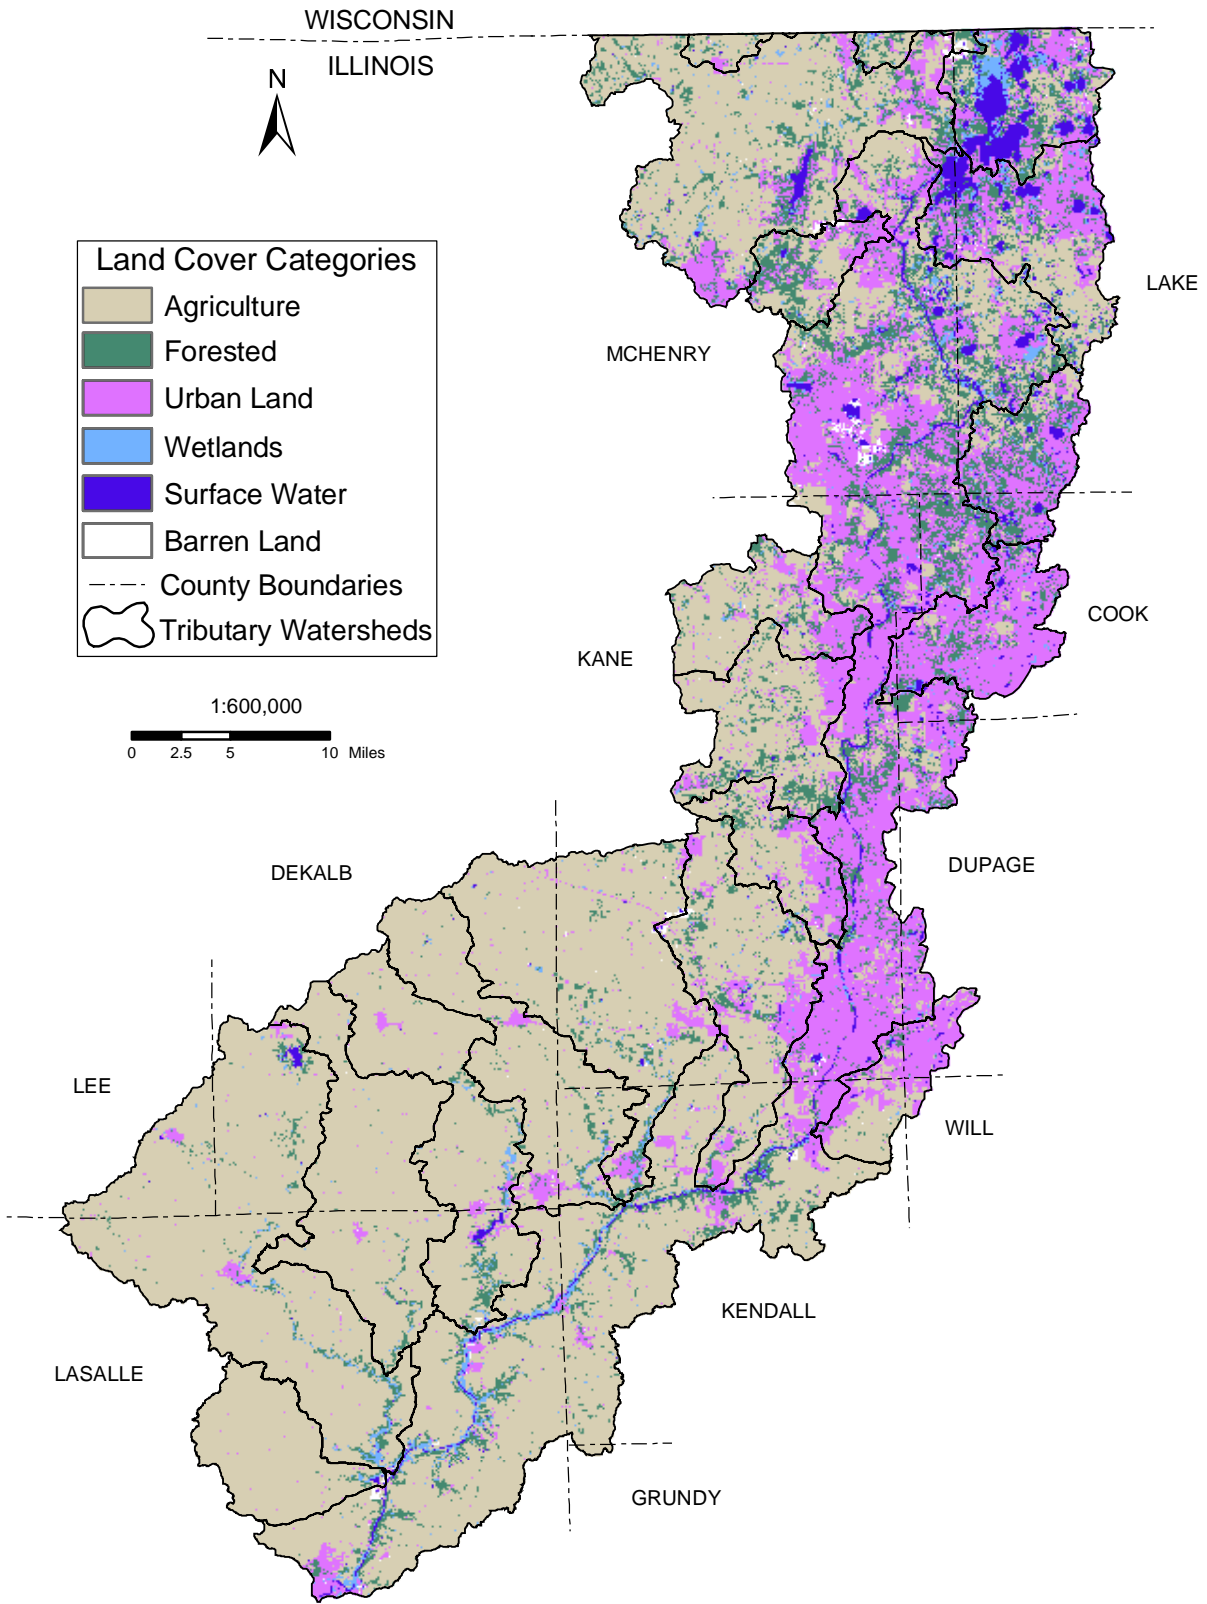 WISCONSIN
ILLINOIS
N
Land Cover Categories
Agriculture
Forested
Urban Land
Wetlands
Surface Water
Barren Land
County Boundaries
Tributary Watersheds
LAKE
MCHENRY
COOK
KANE
1:600,000
0 2.5 5 10 Miles
DEKALB
DUPAGE
LEE
WILL
KENDALL
LASALLE
GRUNDY